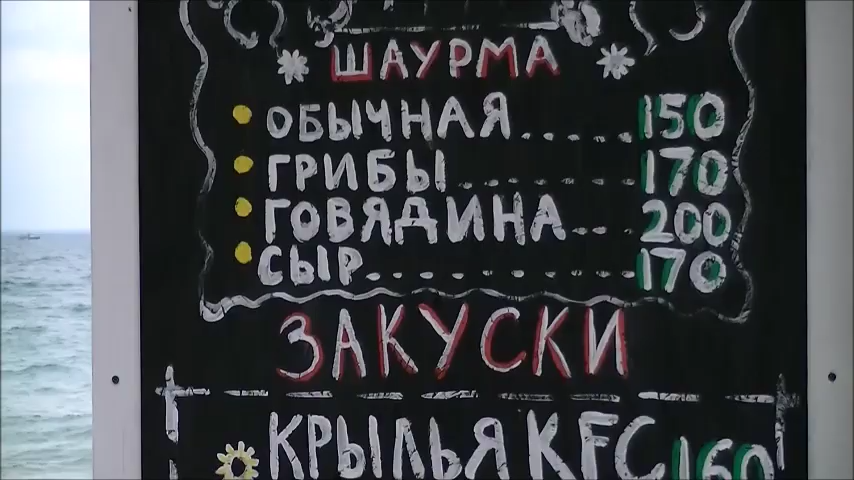 ШАУРМА
ОБЫЧНАЯ.......150
ГРИБЫ.......170
ГОВЯДИНА...200
СЫР.........170
ЗАКУСКИ
КРЫЛЬЯ KFC 160